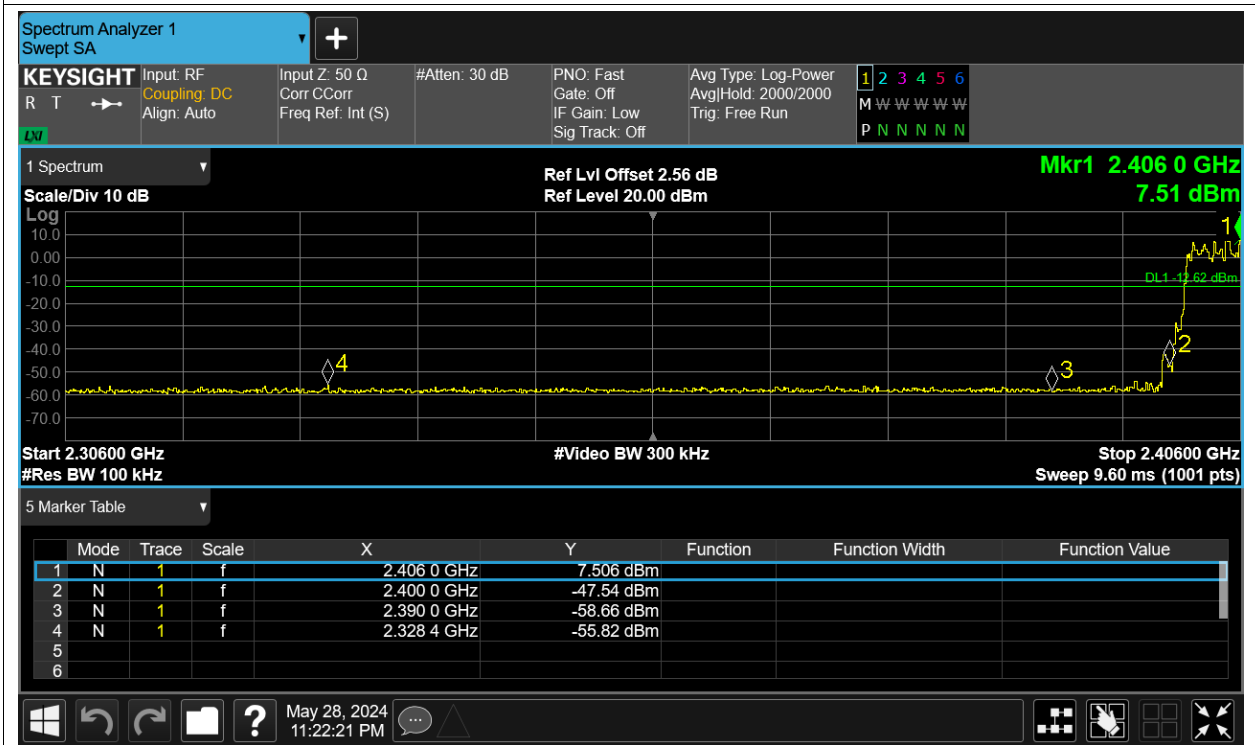 Spectrum Analyzer 1
Swept SA
KEYSIGHT
R T
LXI
Input: RF
Coupling: DC
Align: Auto
Input Z: 50 Ω
Corr CCorr
Freq Ref: Int (S)
#Atten: 30 dB
PNO: Fast
Gate: Off
IF Gain: Low
Sig Track: Off
Avg Type: Log-Power
Avg|Hold: 2000/2000
Trig: Free Run
1 2 3 4 5 6
M W W W W W
P N N N N N
1 Spectrum
Scale/Div 10 dB
Ref Lvl Offset 2.56 dB
Ref Level 20.00 dBm
Mkr1 2.406 0 GHz
7.51 dBm
Log
10.0
0.00
-10.0
-20.0
-30.0
-40.0
-50.0
-60.0
-70.0
1
DL1 -12.62 dBm
2
4
3
Start 2.30600 GHz
#Video BW 300 kHz
Stop 2.40600 GHz
#Res BW 100 kHz
Sweep 9.60 ms (1001 pts)
5 Marker Table
Mode Trace Scale X Y Function Function Width Function Value
1 N 1 f 2.406 0 GHz 7.506 dBm
2 N 1 f 2.400 0 GHz -47.54 dBm
3 N 1 f 2.390 0 GHz -58.66 dBm
4 N 1 f 2.328 4 GHz -55.82 dBm
5
6
?
May 28, 2024
11:22:21 PM